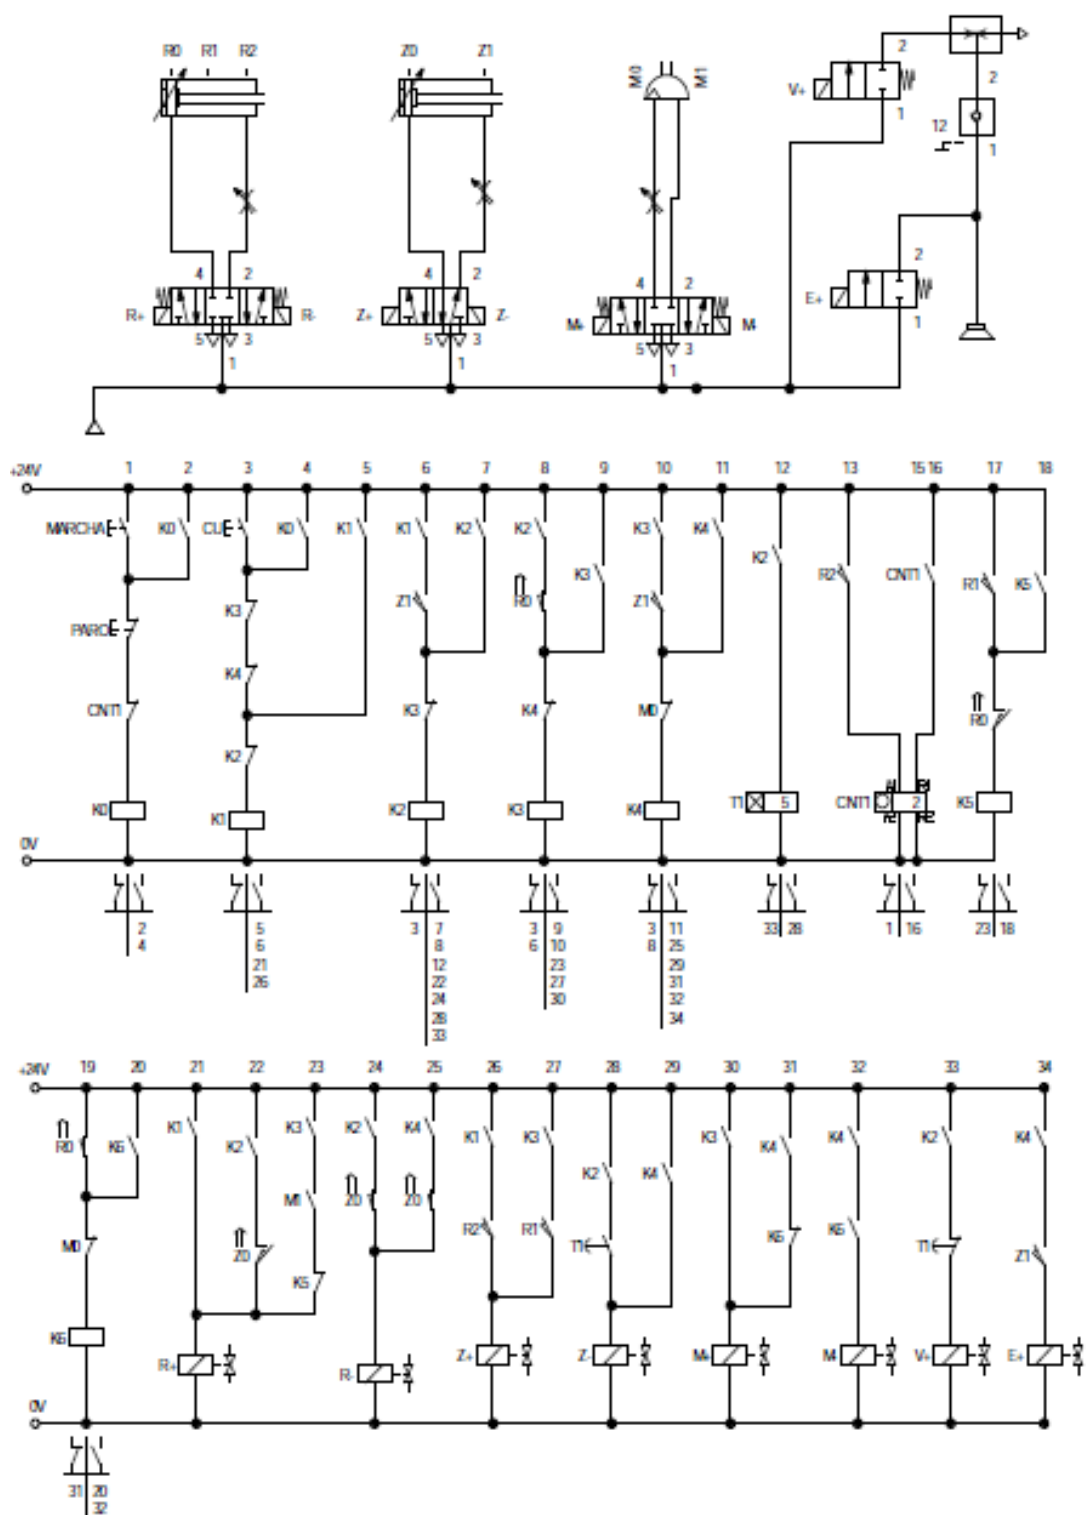 R0 R1 R2 Z0 Z1 M0 M1 2
V+ 2
1 12 1
4 2 4 2 4 2 2
R+ R- Z+ Z- M+ M- E+
5 3 5 3 5 3 1
1 1 1
+24V 1 2 3 4 5 6 7 8 9 10 11 12 13 15 16 17 18
MARCHA K0 CU K0 K1 K1 K2 K2 K3 K4
K2
R0 K3 R2 CNT1 R1 K5
Z1 Z1
K3
PARO
K4
CNT1 K3 K4 M0 R0
K2
K0 K1 K2 K3 K4 T1 5 CNT1 2 K5
R1 R1
R2 R2
0V
2 5 3 7 3 9 3 11 33 28 1 16 23 18
4 6 8 6 10 8 25
21 12 23 29
26 22 27 31
24 30 32
28 34
33
+24V 19 20 21 22 23 24 25 26 27 28 29 30 31 32 33 34
R0 K6 K1 K2 K3 K2 K4 K1 K3 K2 K4 K3 K4 K4 K2 K4
M1 Z0 Z0
M0 Z0 R2 R1 T1 K6 K6 T1 Z1
K5
K6 R+ R- Z+ Z- M+ M- V+ E+
0V
31 20
32